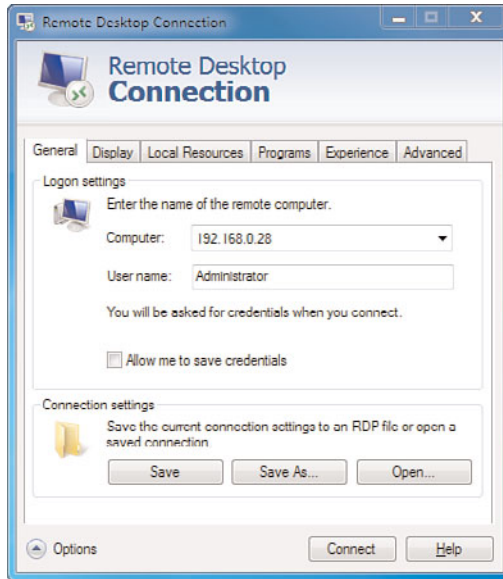 Remote Desktop Connection
Remote Desktop
Connection
General Display Local Resources Programs Experience Advanced
Logon settings
Enter the name of the remote computer.
Computer: 192.168.0.28
User name: Administrator
You will be asked for credentials when you connect.
Allow me to save credentials
Connection settings
Save the current connection settings to an RDP file or open a
saved connection.
Save Save As... Open...
Options Connect Help